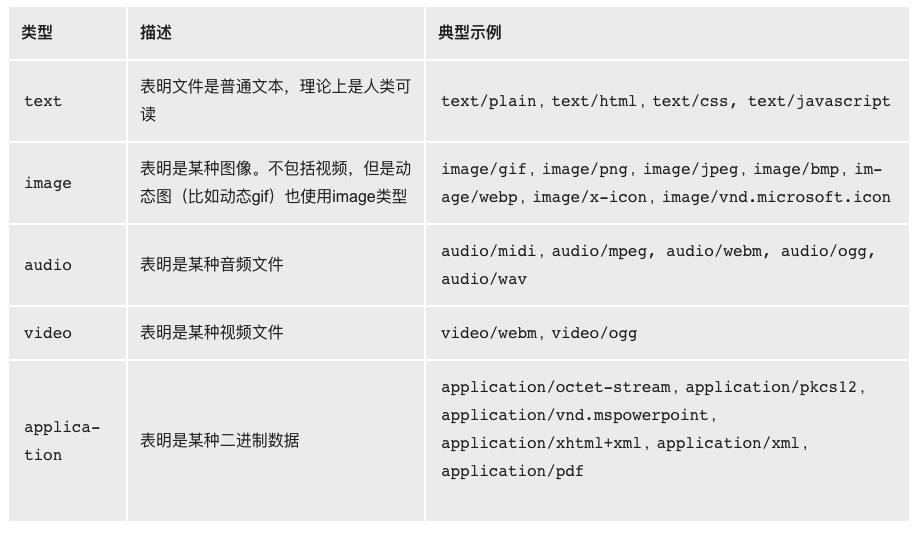 类型 描述 典型示例
text 表明文件是普通文本，理论上是人类可
读 text/plain, text/html, text/css, text/javascript
image 表明是某种图像。不包括视频，但是动
态图（比如动态gif）也使用image类型 image/gif, image/png, image/jpeg, image/bmp, im-
age/webp, image/x-icon, image/vnd.microsoft.icon
audio 表明是某种音频文件 audio/midi, audio/mpeg, audio/webm, audio/ogg,
audio/wav
video 表明是某种视频文件 video/webm, video/ogg
applica-
tion 表明是某种二进制数据 application/octet-stream, application/pkcs12,
application/vnd.mspowerpoint,
application/xhtml+xml, application/xml,
application/pdf